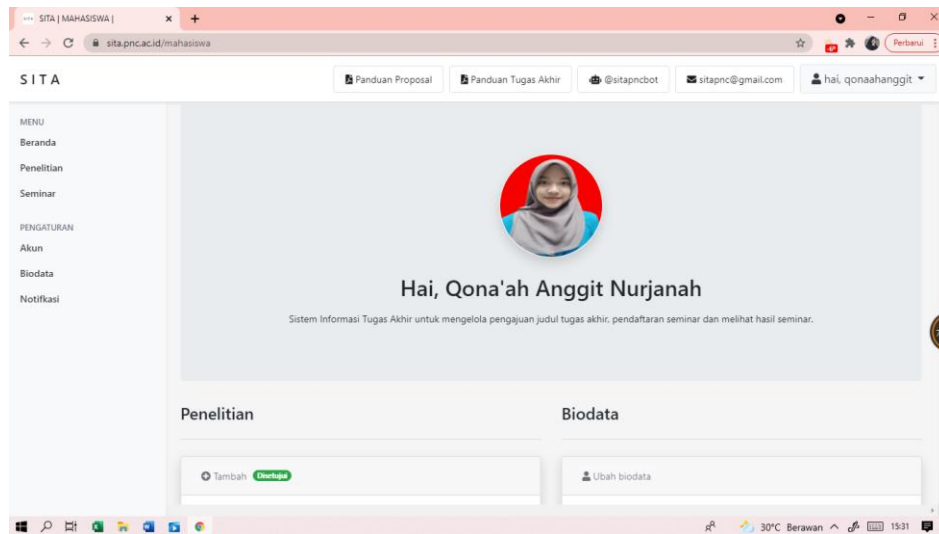 SITA | MAHASISWA |
sita.pnc.ac.id/mahasiswa
Perbarui
SITA
Panduan Proposal
Panduan Tugas Akhir
@sitapncbot
sitapnc@gmail.com
hai, qonaahanggit
MENU
Beranda
Penelitian
Seminar
PENGATURAN
Akun
Biodata
Notifkasi
Hai, Qona'ah Anggit Nurjanah
Sistem Informasi Tugas Akhir untuk mengelola pengajuan judul tugas akhir, pendaftaran seminar dan melihat hasil seminar.
Penelitian
Biodata
Tambah Disetujui
Ubah biodata
30°C Berawan
15:31